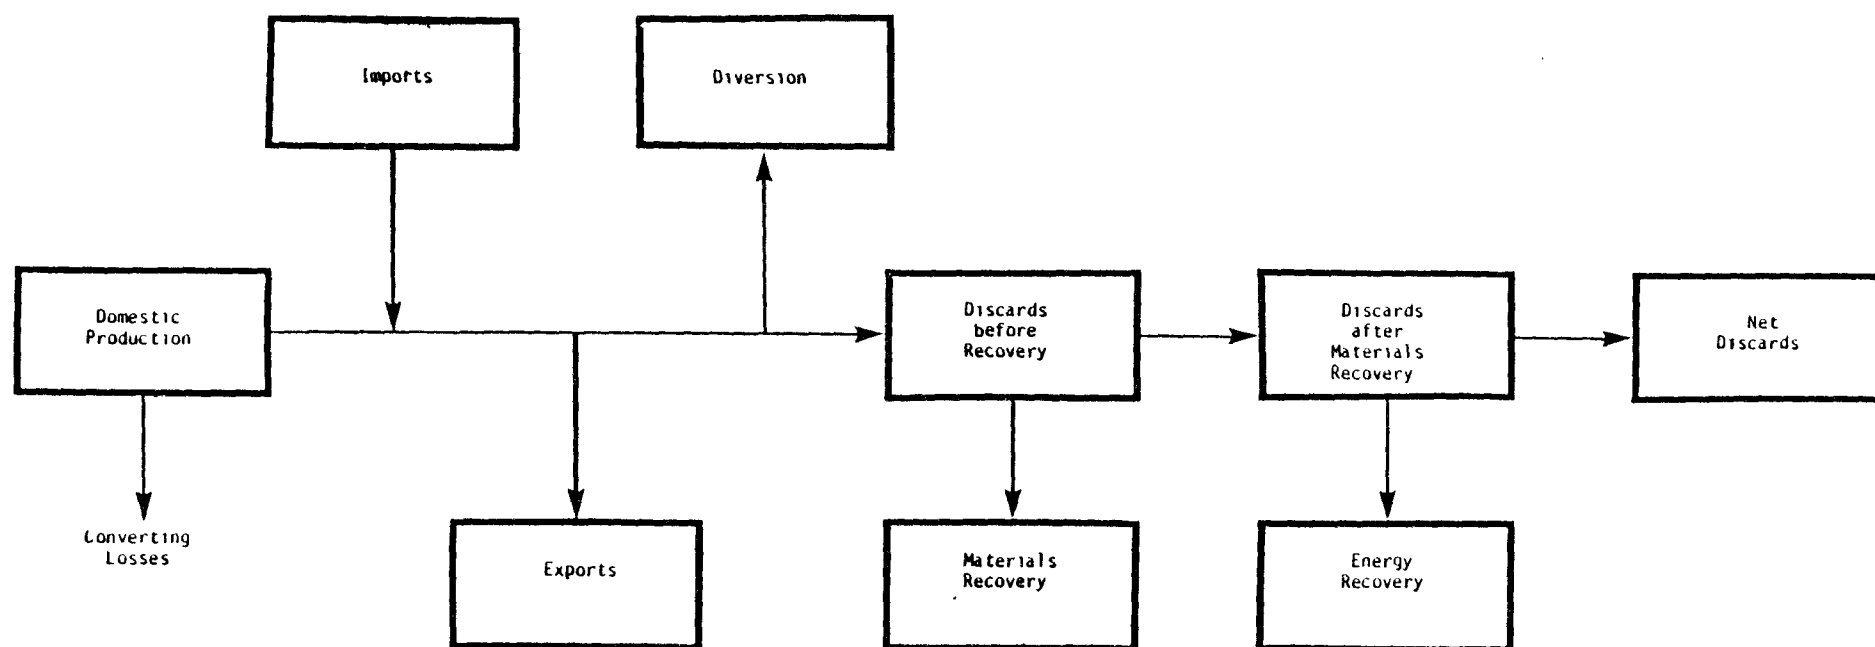 Imports
Diversion
Domestic
Production
Discards
before
Recovery
Discards
after
Materials
Recovery
Net
Discards
Converting
Losses
Exports
Materials
Recovery
Energy
Recovery